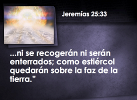 Jeremías 25:33
...ni se recogerán ni serán
enterrados; como estiércol
quedarán sobre la faz de la
tierra."